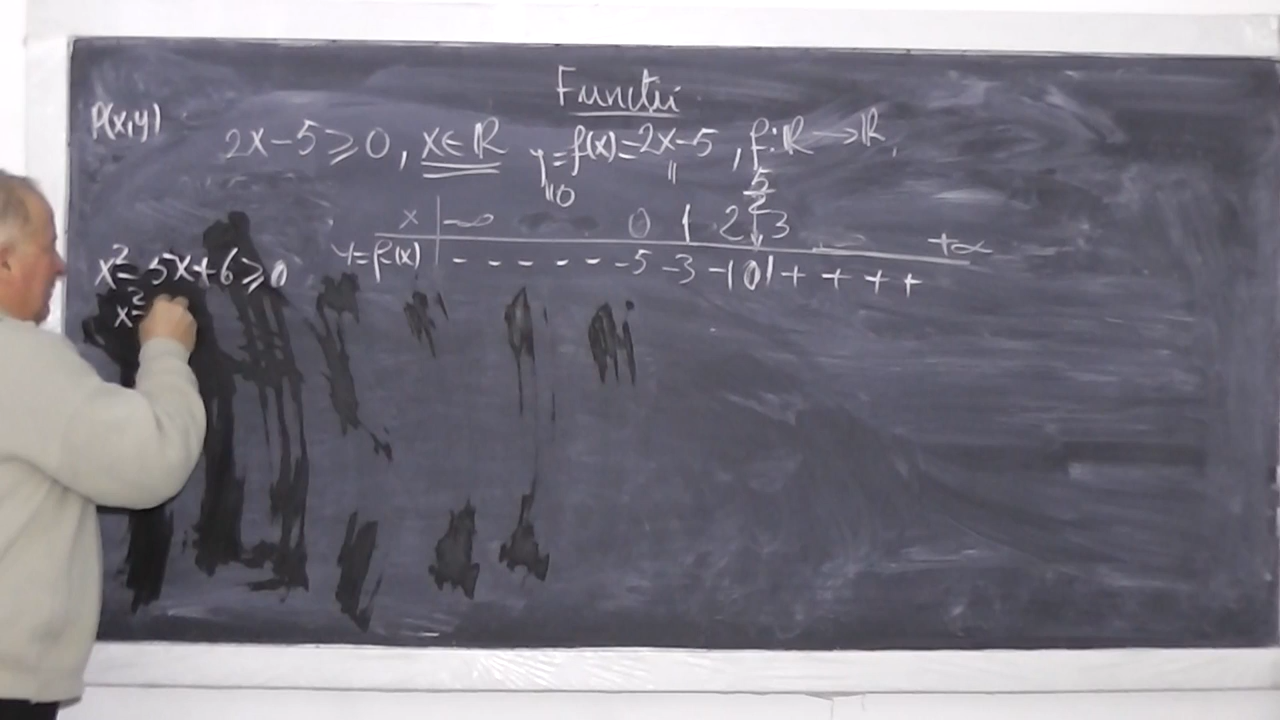 Funcții
P(x,y)
2x-5≥0, x∈ℝ y=f(x)=2x-5, f:ℝ→ℝ,
"0 "
5/2
x | -∞ 0 1 2 3 +∞
y=f(x) | - - - - - -5 -3 -1 0 1 + + + +
x²-5x+6≥0
x²-